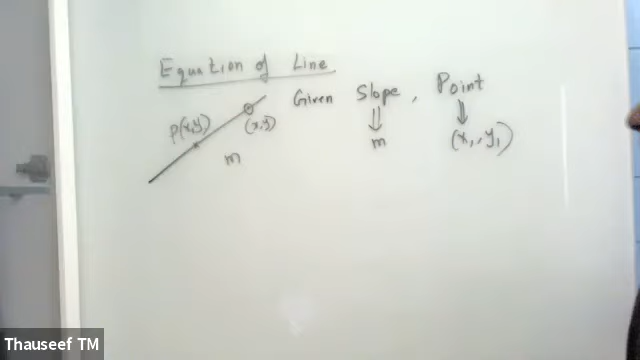 Equation of Line
Given Slope, Point
P(x,y) (x,y) m (x₁,y₁)
m
Thauseef TM